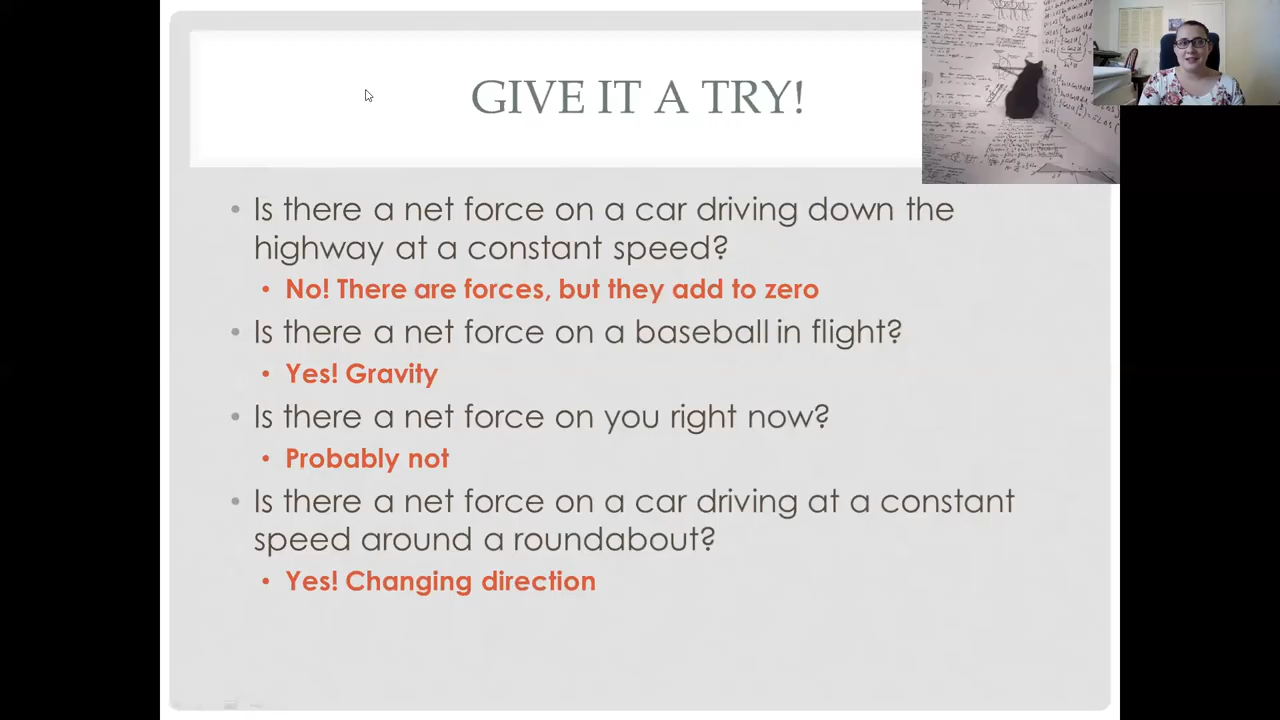 GIVE IT A TRY!
• Is there a net force on a car driving down the
highway at a constant speed?
• No! There are forces, but they add to zero
• Is there a net force on a baseball in flight?
• Yes! Gravity
• Is there a net force on you right now?
• Probably not
• Is there a net force on a car driving at a constant
speed around a roundabout?
• Yes! Changing direction